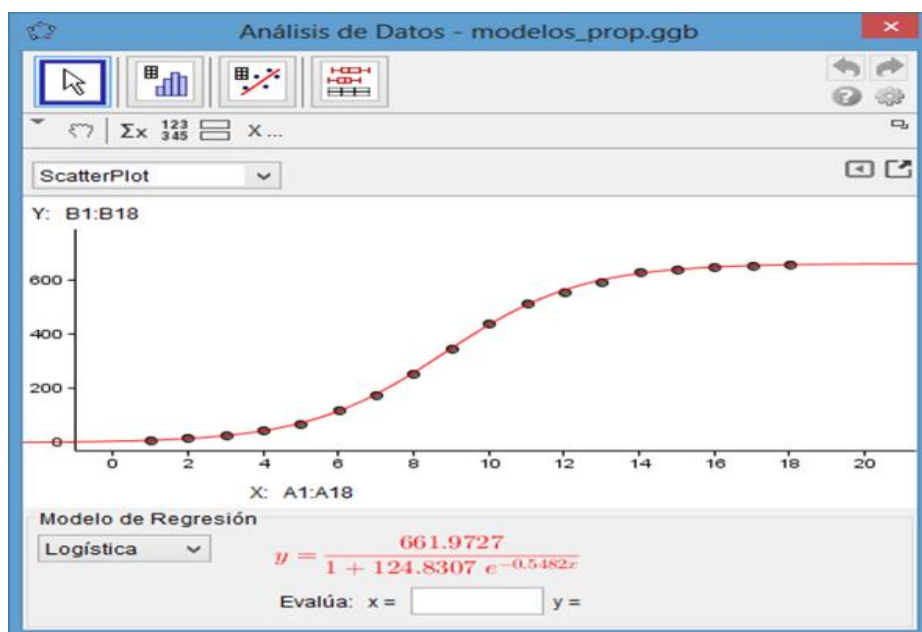 Análisis de Datos - modelos_prop.ggb
Σx 123 345 X ...
ScatterPlot
Y: B1:B18
600
400
200
0
0 2 4 6 8 10 12 14 16 18 20
X: A1:A18
Modelo de Regresión
Logística
y = 661.9727 / 1 + 124.8307 e^-0.5482x
Evalúa: x = y =